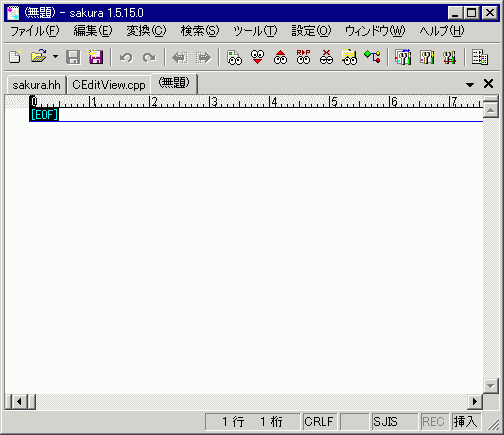 (無題) - sakura 1.5.15.0
ファイル(F) 編集(E) 変換(C) 検索(S) ツール(T) 設定(O) ウィンドウ(W) ヘルプ(H)
sakura.hh CEditView.cpp (無題)
0 1 2 3 4 5 6 7
[EOF]
1 行 1 桁 CRLF SJIS REC 挿入